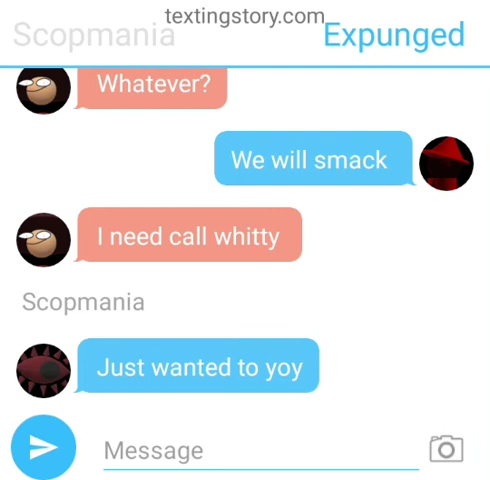 textingstory.com
Scopmania Expunged
Whatever?
We will smack
I need call whitty
Scopmania
Just wanted to yoy
Message